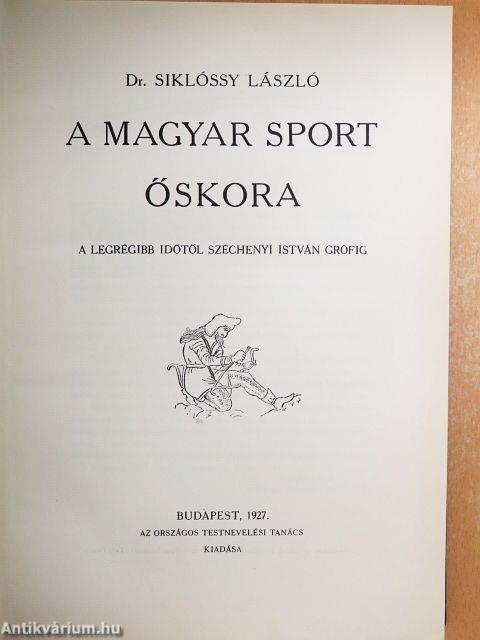 Dr. SIKLÓSSY LÁSZLÓ
A MAGYAR SPORT
ŐSKORA
A LEGRÉGIBB IDŐTŐL SZÉCHENYI ISTVÁN GRÓFIG
BUDAPEST, 1927.
AZ ORSZÁGOS TESTNEVELÉSI TANÁCS
KIADÁSA
Antikvárium.hu